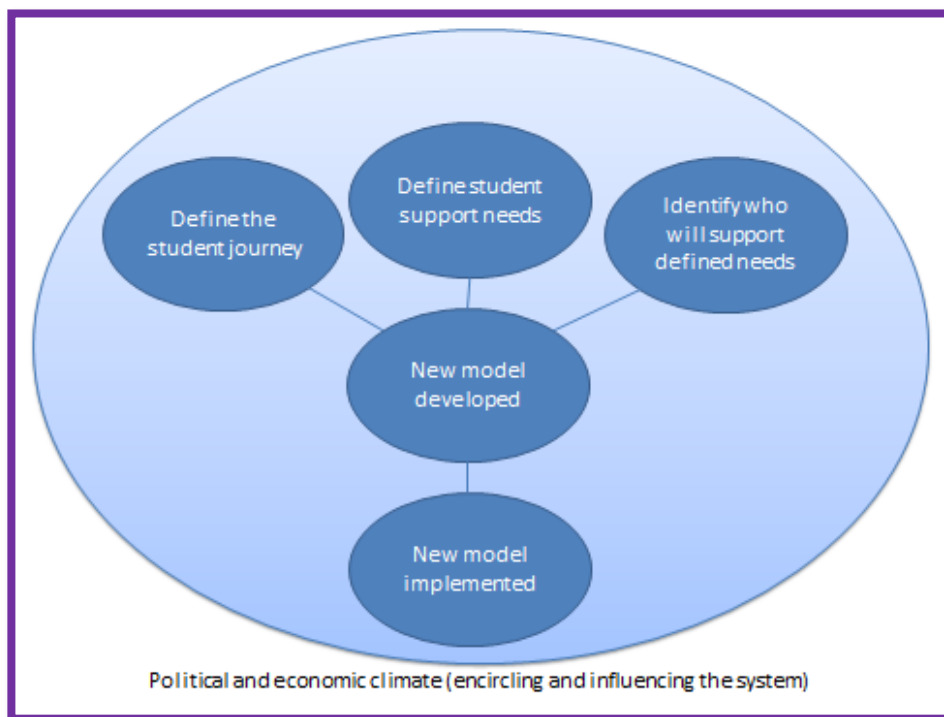 Define the
student journey
Define student
support needs
Identify who
will support
defined needs
New model
developed
New model
implemented
Political and economic climate (encircling and influencing the system)